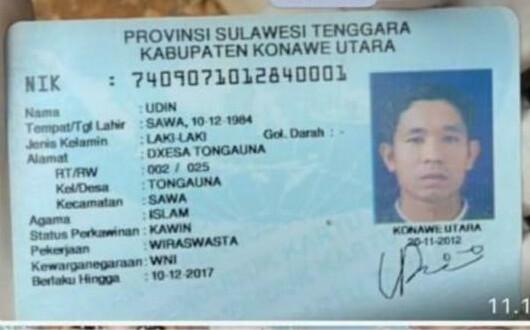 PROVINSI SULAWESI TENGGARA
KABUPATEN KONAWE UTARA
NIK : 7409071012840001
Nama : UDIN
Tempat/Tgl Lahir : SAWA, 10-12-1984
Jenis Kelamin : LAKI-LAKI Gol. Darah : -
Alamat : DXESA TONGAUNA
RT/RW : 002 / 025
Kel/Desa : TONGAUNA
Kecamatan : SAWA
Agama : ISLAM
Status Perkawinan : KAWIN
Pekerjaan : WIRASWASTA
Kewarganegaraan : WNI
Berlaku Hingga : 10-12-2017
KONAWE UTARA
20-11-2012
11.1